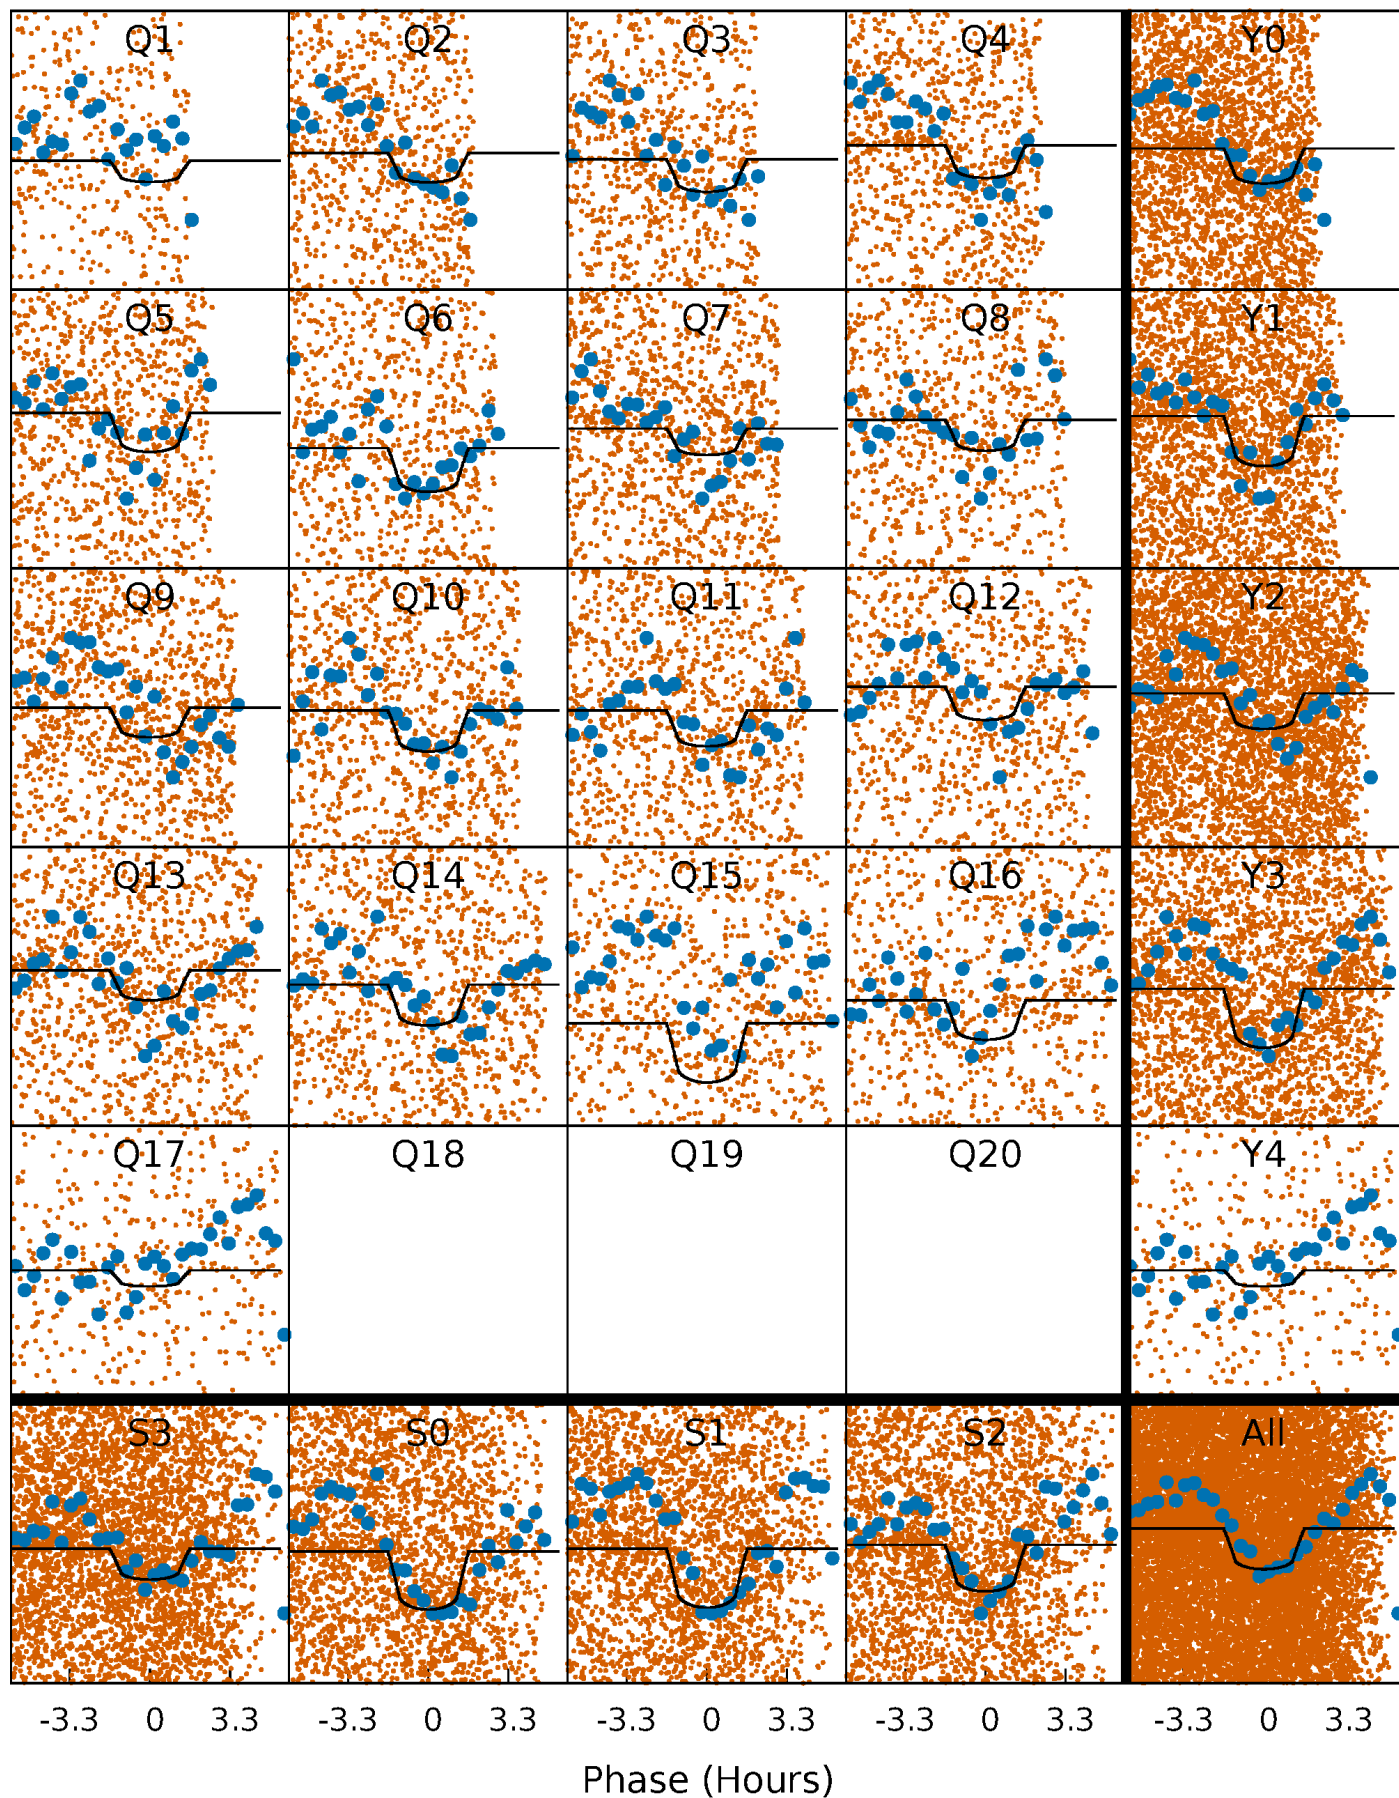 Q1 Q2 Q3 Q4 Y0
Q5 Q6 Q7 Q8 Y1
Q9 Q10 Q11 Q12 Y2
Q13 Q14 Q15 Q16 Y3
Q17 Q18 Q19 Q20 Y4
S3 S0 S1 S2 All
-3.3 0 3.3 -3.3 0 3.3 -3.3 0 3.3 -3.3 0 3.3 -3.3 0 3.3
Phase (Hours)